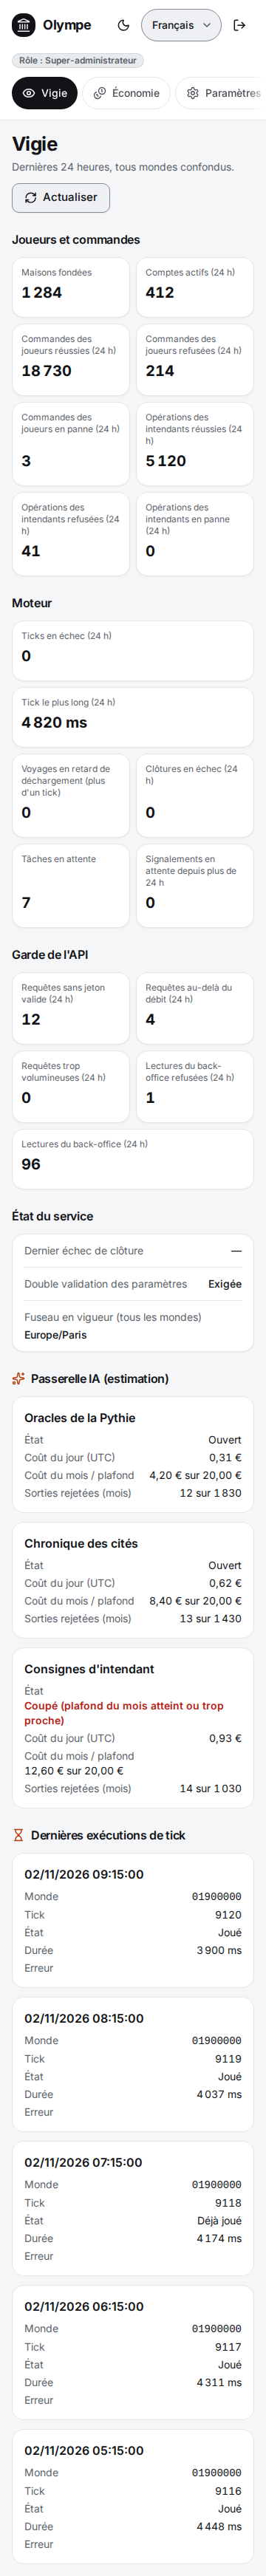 Olympe
Français
Rôle : Super-administrateur
Vigie
Économie
Paramètres
Vigie
Dernières 24 heures, tous mondes confondus.
Actualiser
Joueurs et commandes
Maisons fondées
1 284
Comptes actifs (24 h)
412
Commandes des
joueurs réussies (24 h)
18 730
Commandes des
joueurs refusées (24 h)
214
Commandes des
joueurs en panne (24 h)
3
Opérations des
intendants réussies (24
h)
5 120
Opérations des
intendants refusées (24
h)
41
Opérations des
intendants en panne
(24 h)
0
Moteur
Ticks en échec (24 h)
0
Tick le plus long (24 h)
4 820 ms
Voyages en retard de
déchargement (plus
d'un tick)
0
Clôtures en échec (24
h)
0
Tâches en attente
7
Signalements en
attente depuis plus de
24 h
0
Garde de l'API
Requêtes sans jeton
valide (24 h)
12
Requêtes au-delà du
débit (24 h)
4
Requêtes trop
volumineuses (24 h)
0
Lectures du back-
office refusées (24 h)
1
Lectures du back-office (24 h)
96
État du service
Dernier échec de clôture —
Double validation des paramètres Exigée
Fuseau en vigueur (tous les mondes)
Europe/Paris
Passerelle IA (estimation)
Oracles de la Pythie
État Ouvert
Coût du jour (UTC) 0,31 €
Coût du mois / plafond 4,20 € sur 20,00 €
Sorties rejetées (mois) 12 sur 1 830
Chronique des cités
État Ouvert
Coût du jour (UTC) 0,62 €
Coût du mois / plafond 8,40 € sur 20,00 €
Sorties rejetées (mois) 13 sur 1 430
Consignes d'intendant
État
Coupé (plafond du mois atteint ou trop
proche)
Coût du jour (UTC) 0,93 €
Coût du mois / plafond
12,60 € sur 20,00 €
Sorties rejetées (mois) 14 sur 1 030
Dernières exécutions de tick
02/11/2026 09:15:00
Monde 01900000
Tick 9120
État Joué
Durée 3 900 ms
Erreur
02/11/2026 08:15:00
Monde 01900000
Tick 9119
État Joué
Durée 4 037 ms
Erreur
02/11/2026 07:15:00
Monde 01900000
Tick 9118
État Déjà joué
Durée 4 174 ms
Erreur
02/11/2026 06:15:00
Monde 01900000
Tick 9117
État Joué
Durée 4 311 ms
Erreur
02/11/2026 05:15:00
Monde 01900000
Tick 9116
État Joué
Durée 4 448 ms
Erreur